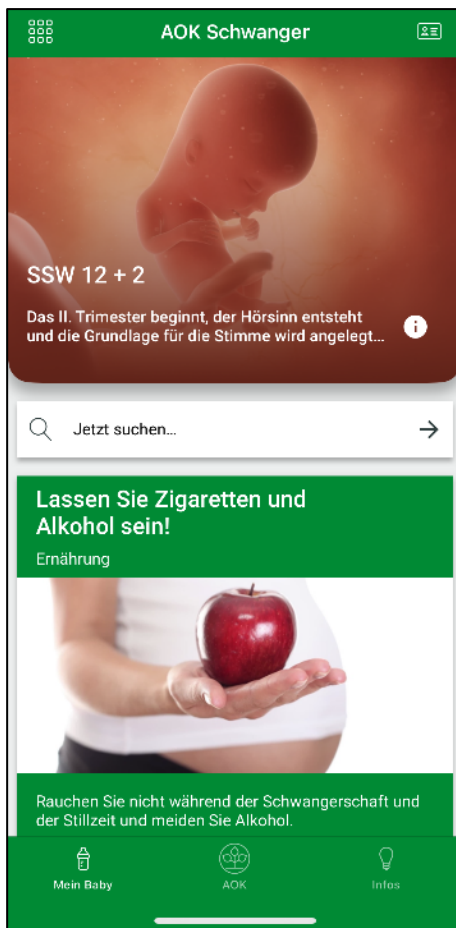 AOK Schwanger
SSW 12 + 2
Das II. Trimester beginnt, der Hörsinn entsteht
und die Grundlage für die Stimme wird angelegt...
Jetzt suchen...
Lassen Sie Zigaretten und
Alkohol sein!
Ernährung
Rauchen Sie nicht während der Schwangerschaft und
der Stillzeit und meiden Sie Alkohol.
Mein Baby
AOK
Infos